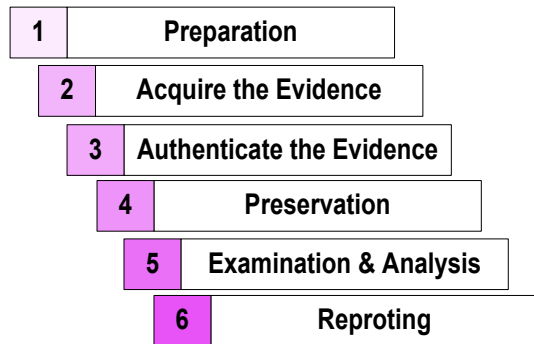 1 Preparation
2 Acquire the Evidence
3 Authenticate the Evidence
4 Preservation
5 Examination & Analysis
6 Reproting